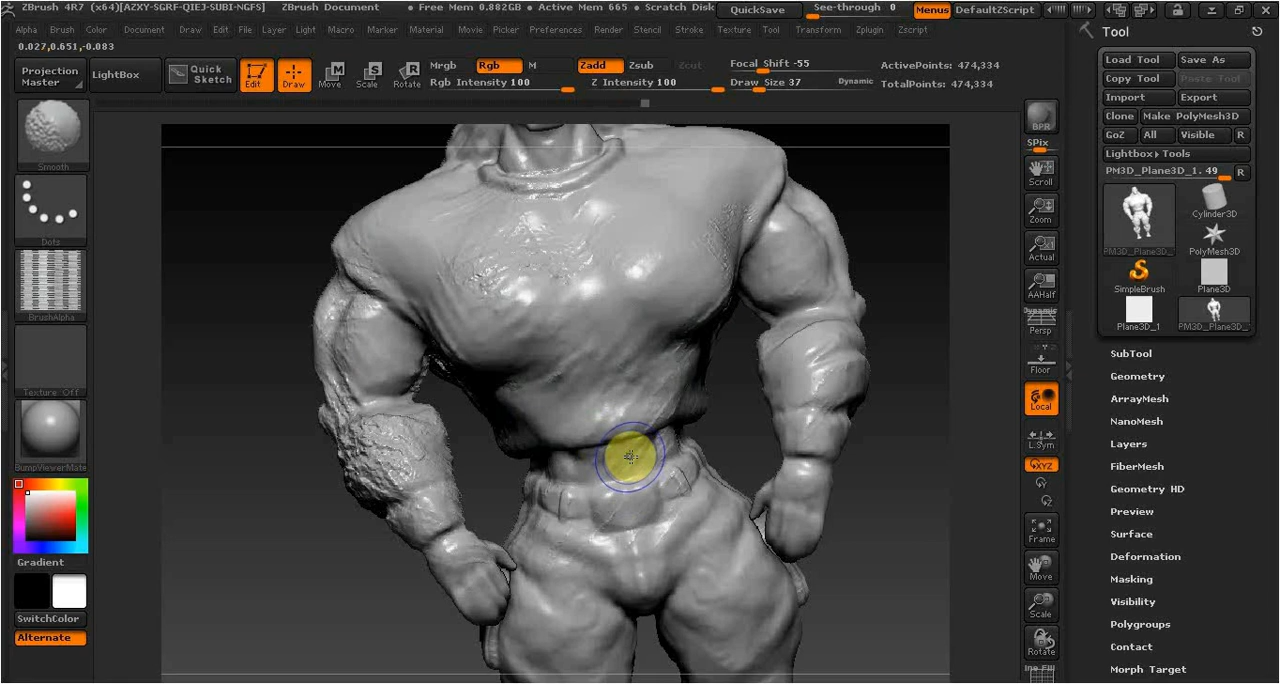 ZBrush 4R7 (x64)[AZXY-SGRF-QIEJ-SUBI-NGFS] ZBrush Document • Free Mem 0.882GB • Active Mem 665 • Scratch Disk QuickSave See-through 0 Menus DefaultZScript
Alpha Brush Color Document Draw Edit File Layer Light Macro Marker Material Movie Picker Preferences Render Stencil Stroke Texture Tool Transform Zplugin Zscript
0.027,0.651,-0.083
Projection Master
LightBox
Quick Sketch
Edit
Draw
Move
Scale
Rotate
Mrgb Rgb M
Rgb Intensity 100
Zadd Zsub Zcut
Z Intensity 100
Focal Shift -55
Draw Size 37 Dynamic
ActivePoints: 474,334
TotalPoints: 474,334
Smooth
Dots
BrushAlpha
Texture Off
BumpViewerMate
Gradient
SwitchColor
Alternate
BPR
SPix
Scroll
Zoom
Actual
AAHalf
Dynamic
Persp
Floor
Local
L.Sym
XYZ
Y
Z
Frame
Move
Scale
Rotate
Tool
Load Tool Save As
Copy Tool Paste Tool
Import Export
Clone Make PolyMesh3D
GoZ All Visible R
Lightbox▸Tools
PM3D_Plane3D_1. 49 R
PM3D_Plane3D_
Cylinder3D
PolyMesh3D
SimpleBrush
Plane3D
Plane3D_1
PM3D_Plane3D_
SubTool
Geometry
ArrayMesh
NanoMesh
Layers
FiberMesh
Geometry HD
Preview
Surface
Deformation
Masking
Visibility
Polygroups
Contact
Morph Target